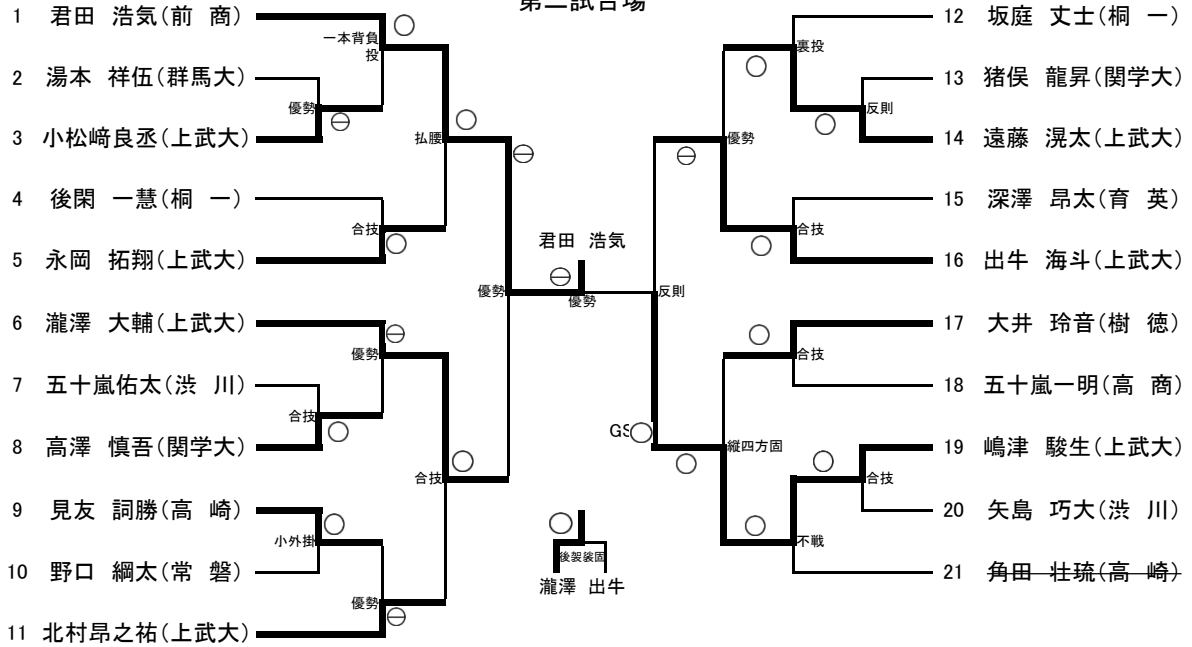 第二試合場
1 君田 浩気(前 商)
一本背負
投
2 湯本 祥伍(群馬大)
優勢
3 小松﨑良丞(上武大)
払腰
4 後閑 一慧(桐 一)
合技
5 永岡 拓翔(上武大)
優勢
6 瀧澤 大輔(上武大)
優勢
7 五十嵐佑太(渋 川)
合技
8 高澤 慎吾(関学大)
合技
9 見友 詞勝(高 崎)
小外掛
10 野口 綱太(常 磐)
優勢
11 北村昂之祐(上武大)
君田 浩気
優勢
後袈裟固
瀧澤 出牛
12 坂庭 丈士(桐 一)
裏投
13 猪俣 龍昇(関学大)
反則
14 遠藤 滉太(上武大)
優勢
15 深澤 昂太(育 英)
合技
16 出牛 海斗(上武大)
反則
17 大井 玲音(樹 徳)
合技
18 五十嵐一明(高 商)
GS
縦四方固
19 嶋津 駿生(上武大)
合技
20 矢島 巧大(渋 川)
不戦
21 角田 壮琉(高 崎)